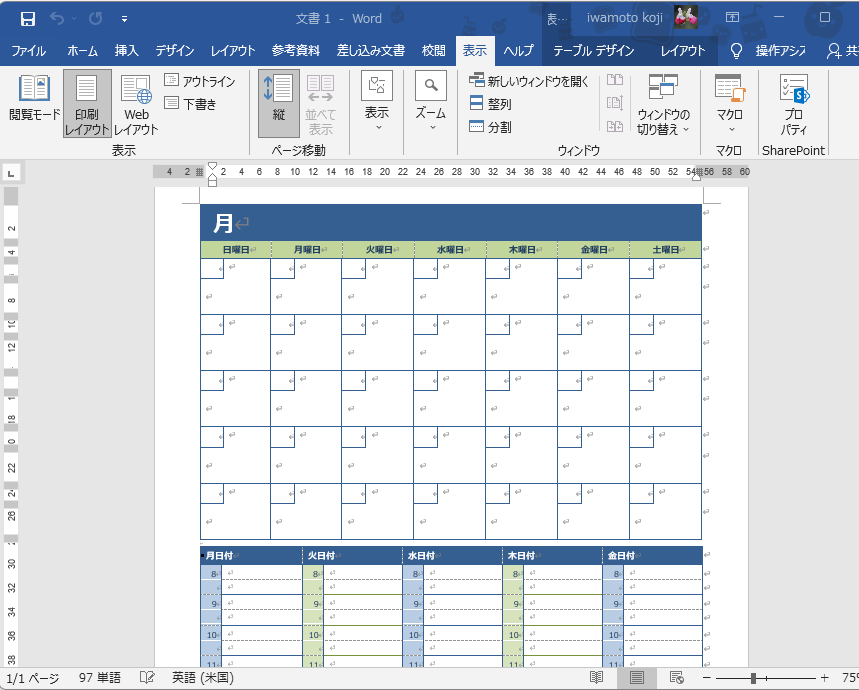 文書 1 - Word
表…
iwamoto koji
ファイル ホーム 挿入 デザイン レイアウト 参考資料 差し込み文書 校閲 表示 ヘルプ テーブル デザイン レイアウト 操作アシ 共
閲覧モード 印刷 レイアウト Web レイアウト アウトライン 下書き
表示
縦 並べて 表示
ページ移動
表示 ズーム
新しいウィンドウを開く
整列
分割
ウィンドウの 切り替え
ウィンドウ
マクロ
マクロ
プロ パティ
SharePoint
4 2 2 4 6 8 10 12 14 16 18 20 22 24 26 28 30 32 34 36 38 40 42 44 46 48 50 52 54 56 58 60
月
日曜日 月曜日 火曜日 水曜日 木曜日 金曜日 土曜日
月日付 火日付 水日付 木日付 金日付
8 8 8 8 8
9 9 9 9 9
10 10 10 10 10
11 11 11 11 11
2
4
8
10
12
18
22
26
30
32
34
36
38
1/1 ページ 97 単語 英語 (米国) 75%